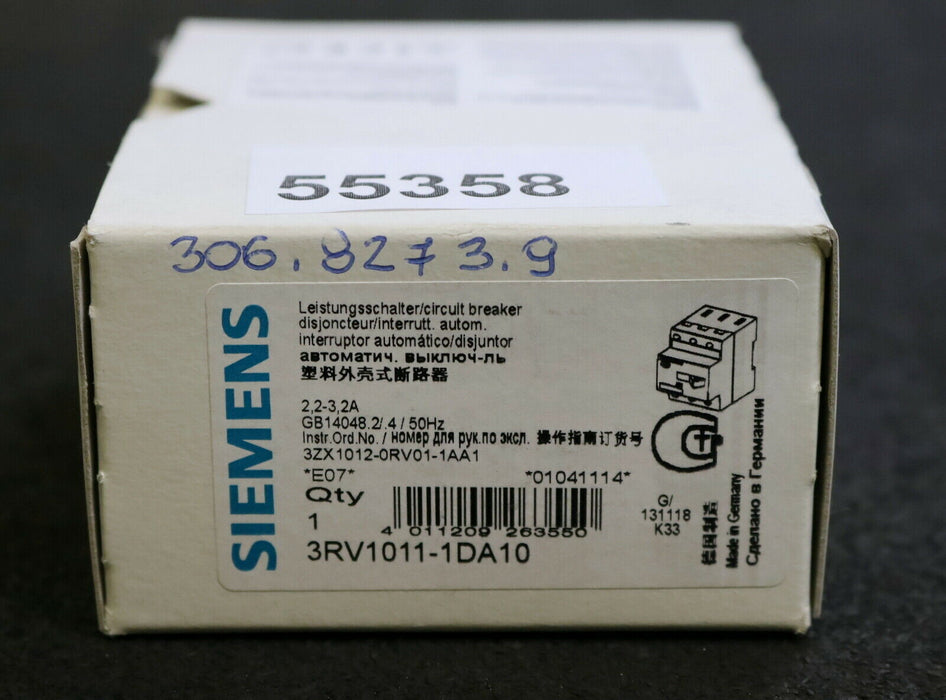 55358
306.8273.9
SIEMENS
Leistungsschalter/circuit breaker
disjoncteur/interrutt. autom.
interruptor automático/disjuntor
автоматич. выключ-ль
塑料外壳式断路器
2,2-3,2A
GB14048.2/.4 / 50Hz
Instr.Ord.No. / номер для рук.по экспл. 操作指南订货号
3ZX1012-0RV01-1AA1
*E07* *01041114*
Qty
1
4 011209 263550
3RV1011-1DA10
G/
131118
K33
德国制造
Made in Germany
Сделано в Германии